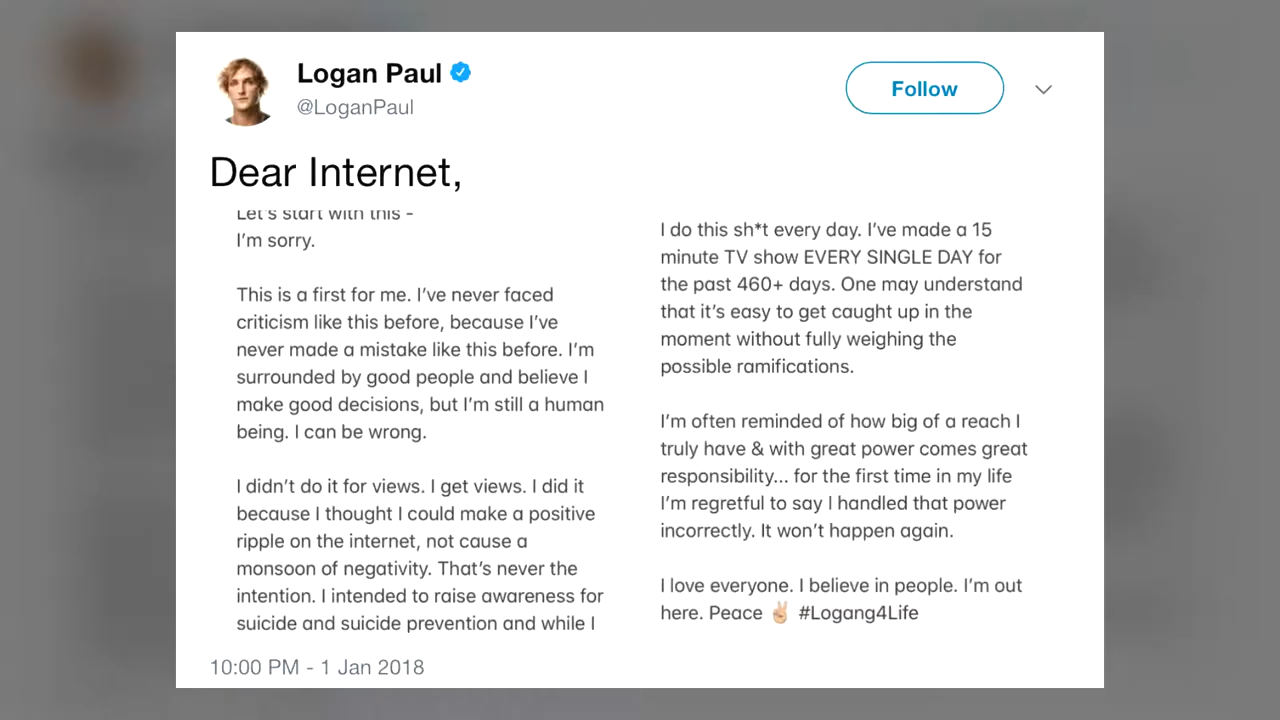 Logan Paul
@LoganPaul
Follow
Dear Internet,
Let's start with this -
I'm sorry.
This is a first for me. I've never faced
criticism like this before, because I've
never made a mistake like this before. I'm
surrounded by good people and believe I
make good decisions, but I'm still a human
being. I can be wrong.
I didn't do it for views. I get views. I did it
because I thought I could make a positive
ripple on the internet, not cause a
monsoon of negativity. That's never the
intention. I intended to raise awareness for
suicide and suicide prevention and while I
I do this sh*t every day. I've made a 15
minute TV show EVERY SINGLE DAY for
the past 460+ days. One may understand
that it's easy to get caught up in the
moment without fully weighing the
possible ramifications.
I'm often reminded of how big of a reach I
truly have & with great power comes great
responsibility... for the first time in my life
I'm regretful to say I handled that power
incorrectly. It won't happen again.
I love everyone. I believe in people. I'm out
here. Peace ✌🏼 #Logang4Life
10:00 PM - 1 Jan 2018